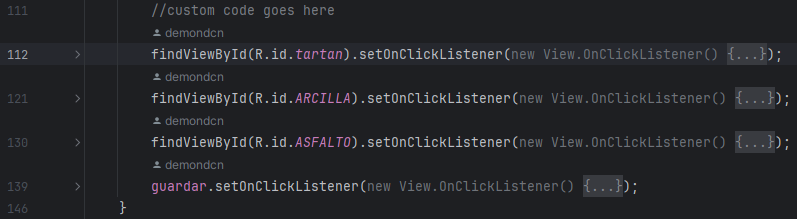 111 //custom code goes here
demondcn
112 findViewById(R.id.tartan).setOnClickListener(new View.OnClickListener() {...});
demondcn
121 findViewById(R.id.ARCILLA).setOnClickListener(new View.OnClickListener() {...});
demondcn
130 findViewById(R.id.ASFALTO).setOnClickListener(new View.OnClickListener() {...});
demondcn
139 guardar.setOnClickListener(new View.OnClickListener() {...});
146 }